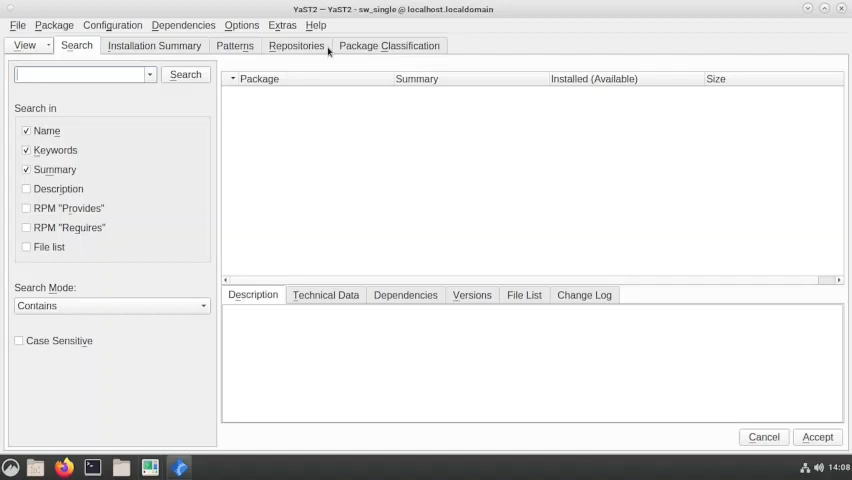 YaST2 — YaST2 - sw_single @ localhost.localdomain
File Package Configuration Dependencies Options Extras Help
View Search Installation Summary Patterns Repositories Package Classification
Search
Package Summary Installed (Available) Size
Search in
Name
Keywords
Summary
Description
RPM "Provides"
RPM "Requires"
File list
Search Mode:
Contains
Case Sensitive
Description Technical Data Dependencies Versions File List Change Log
Cancel Accept
14:08